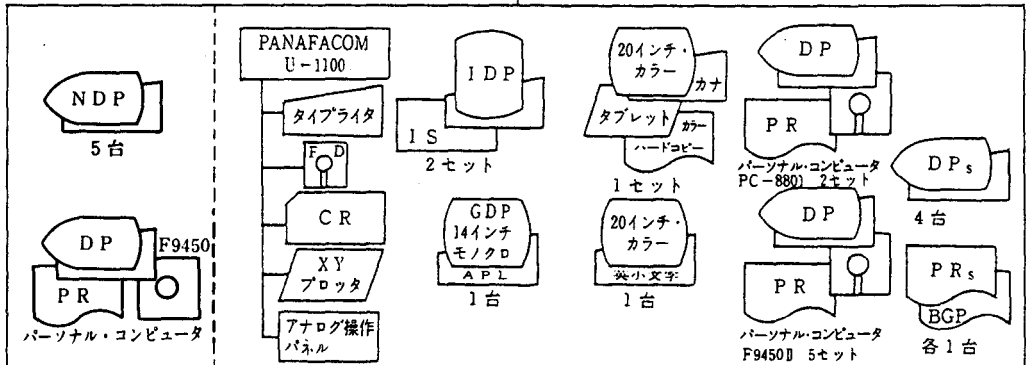 NDP
5台
DP
F9450
PR
パーソナル・コンピュータ
PANAFACOM
U-1100
タイプライタ
F D
CR
XY
プロッタ
アナログ操作
パネル
IDP
IS
2セット
GDP
14インチ
モノクロ
APL
1台
20インチ・
カラー
カナ
タブレット
カラー
ハードコピー
1セット
20インチ・
カラー
英小文字
1台
DP
PR
パーソナル・コンピュータ
PC-8801 2セット
DP
PR
パーソナル・コンピュータ
F9450Ⅱ 5セット
DPs
4台
PRs
BGP
各1台